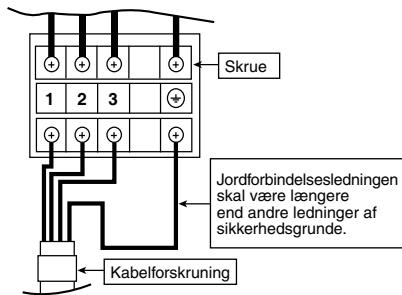 Skrue
1 2 3
Jordforbindelsesledningen
skal være længere
end andre ledninger af
sikkerhedsgrunde.
Kabelforskruning